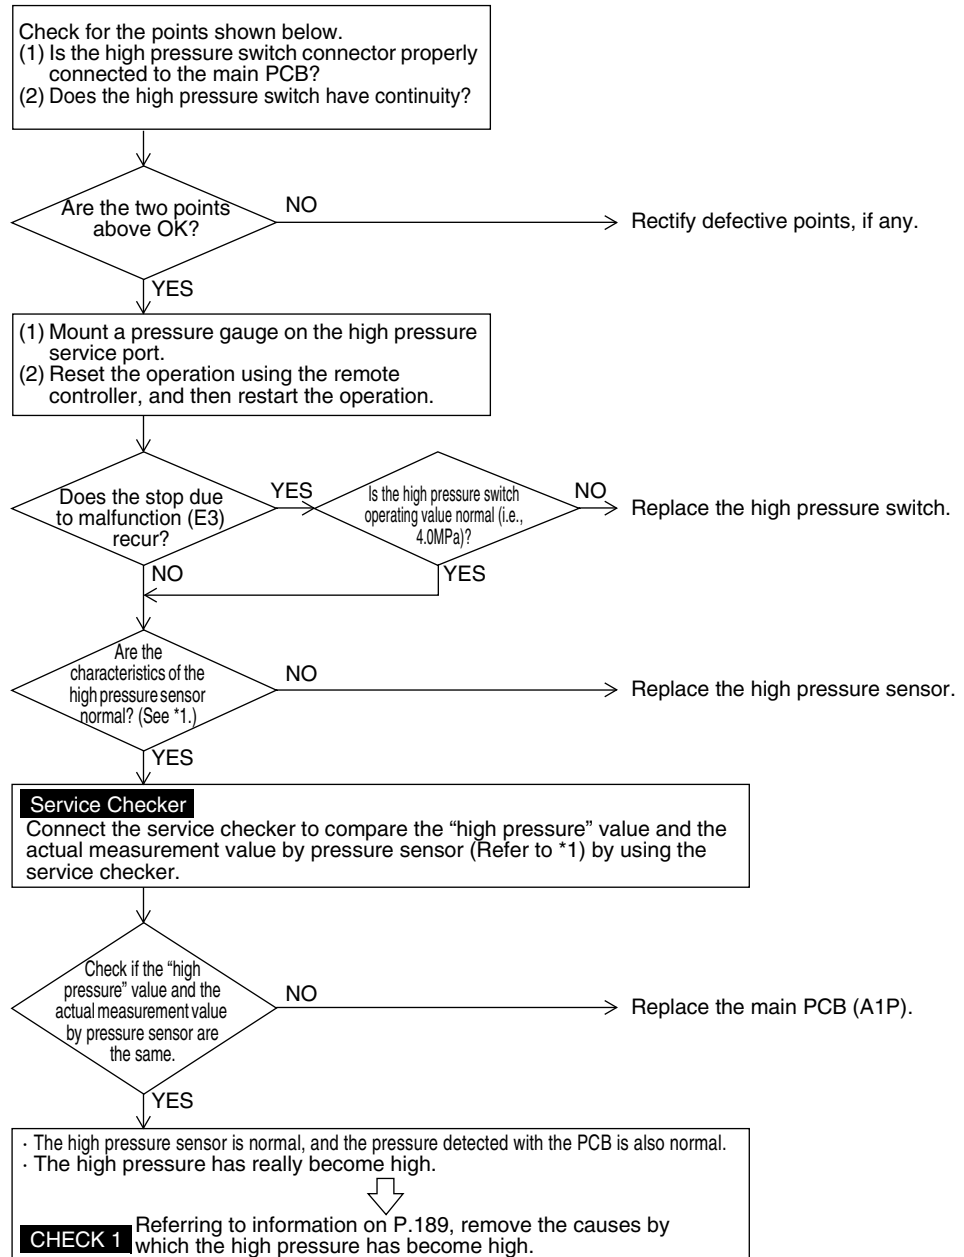 Check for the points shown below.
(1) Is the high pressure switch connector properly
connected to the main PCB?
(2) Does the high pressure switch have continuity?
Are the two points
above OK?
NO
Rectify defective points, if any.
YES
(1) Mount a pressure gauge on the high pressure
service port.
(2) Reset the operation using the remote
controller, and then restart the operation.
Does the stop due
to malfunction (E3)
recur?
YES
Is the high pressure switch
operating value normal (i.e.,
4.0MPa)?
NO
Replace the high pressure switch.
NO
YES
Are the
characteristics of the
high pressure sensor
normal? (See *1.)
NO
Replace the high pressure sensor.
YES
Service Checker
Connect the service checker to compare the “high pressure” value and the
actual measurement value by pressure sensor (Refer to *1) by using the
service checker.
Check if the “high
pressure” value and the
actual measurement value
by pressure sensor are
the same.
NO
Replace the main PCB (A1P).
YES
· The high pressure sensor is normal, and the pressure detected with the PCB is also normal.
· The high pressure has really become high.
CHECK 1
Referring to information on P.189, remove the causes by
which the high pressure has become high.